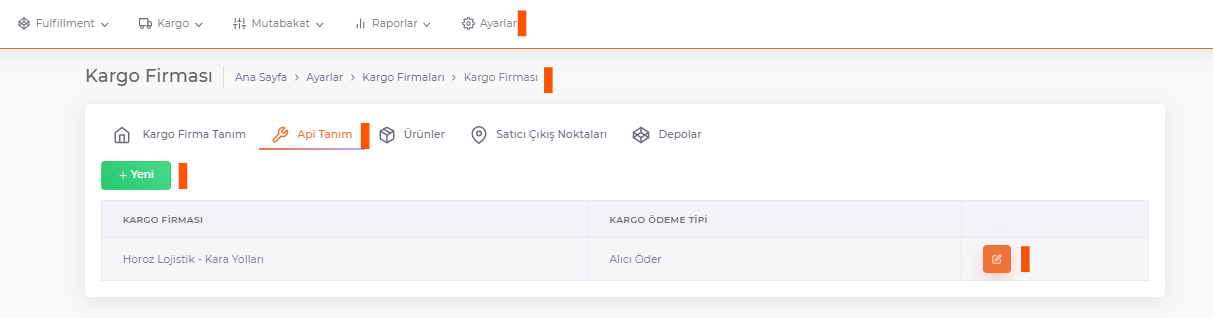 Fulfillment Kargo Mutabakat Raporlar Ayarlar
Kargo Firması Ana Sayfa > Ayarlar > Kargo Firmaları > Kargo Firması
Kargo Firma Tanım Api Tanım Ürünler Satıcı Çıkış Noktaları Depolar
+ Yeni
KARGO FİRMASI KARGO ÖDEME TİPİ
Horoz Lojistik - Kara Yolları Alıcı Öder